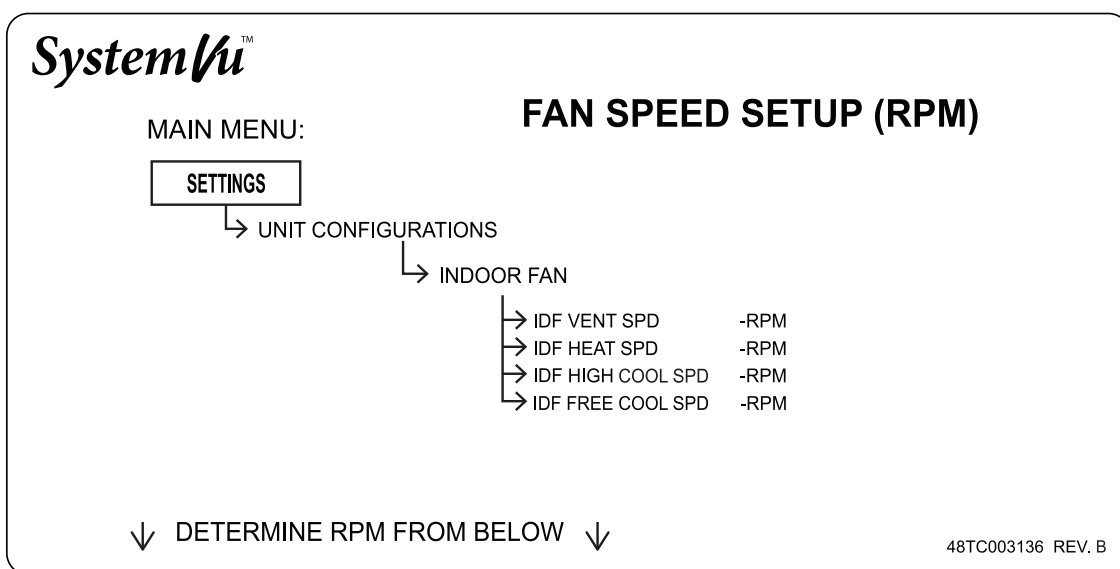 SystemVu™
FAN SPEED SETUP (RPM)
MAIN MENU:
SETTINGS
UNIT CONFIGURATIONS
INDOOR FAN
IDF VENT SPD -RPM
IDF HEAT SPD -RPM
IDF HIGH COOL SPD -RPM
IDF FREE COOL SPD -RPM
DETERMINE RPM FROM BELOW
48TC003136 REV. B